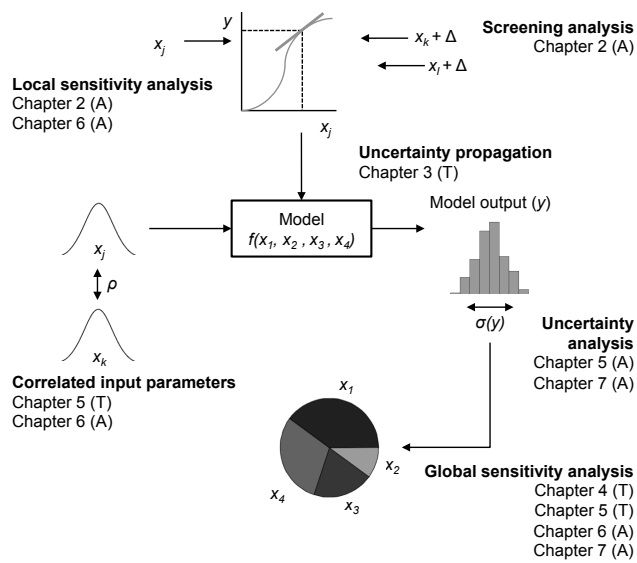 y
x_j
x_k + Δ
x_l + Δ
Screening analysis
Chapter 2 (A)
Local sensitivity analysis
Chapter 2 (A)
Chapter 6 (A)
x_j
Uncertainty propagation
Chapter 3 (T)
Model
f(x_1, x_2 , x_3 , x_4)
Model output (y)
x_j
ρ
x_k
σ(y)
Correlated input parameters
Chapter 5 (T)
Chapter 6 (A)
Uncertainty
analysis
Chapter 5 (A)
Chapter 7 (A)
x_1
x_2
x_3
x_4
Global sensitivity analysis
Chapter 4 (T)
Chapter 5 (T)
Chapter 6 (A)
Chapter 7 (A)